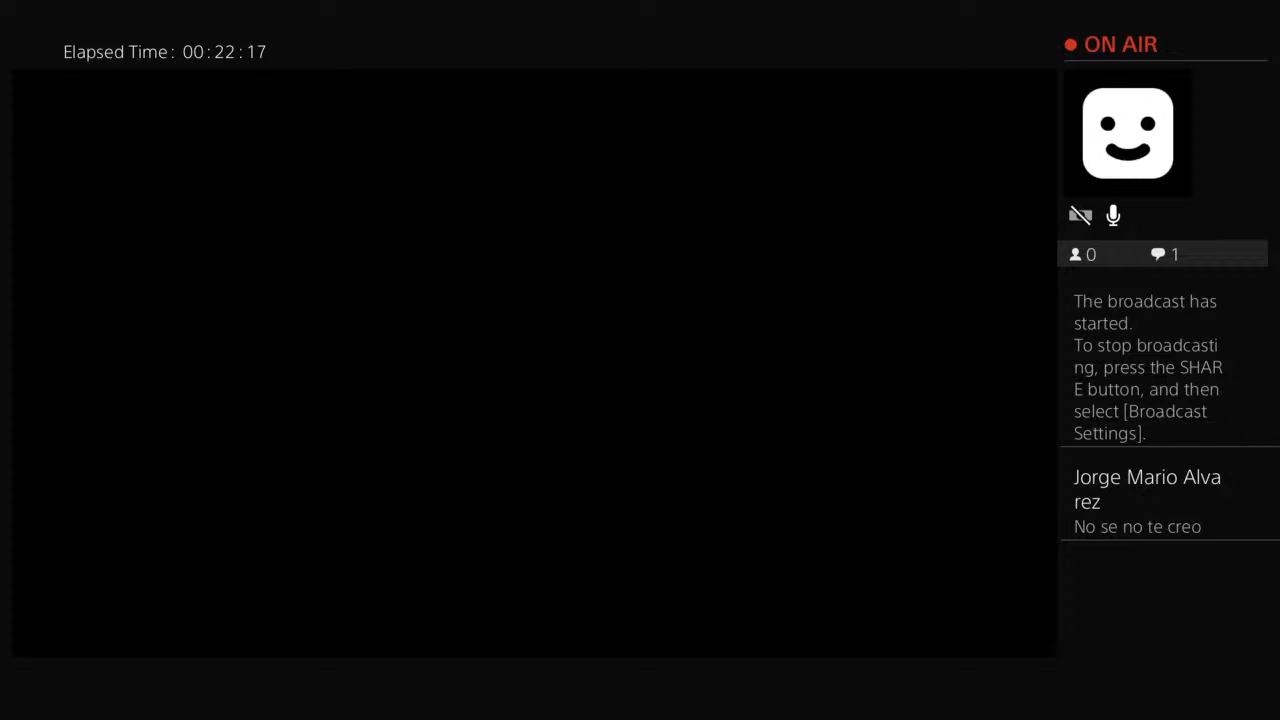 Elapsed Time: 00:22:17
ON AIR
0 1
The broadcast has
started.
To stop broadcasti
ng, press the SHAR
E button, and then
select [Broadcast
Settings].
Jorge Mario Alva
rez
No se no te creo